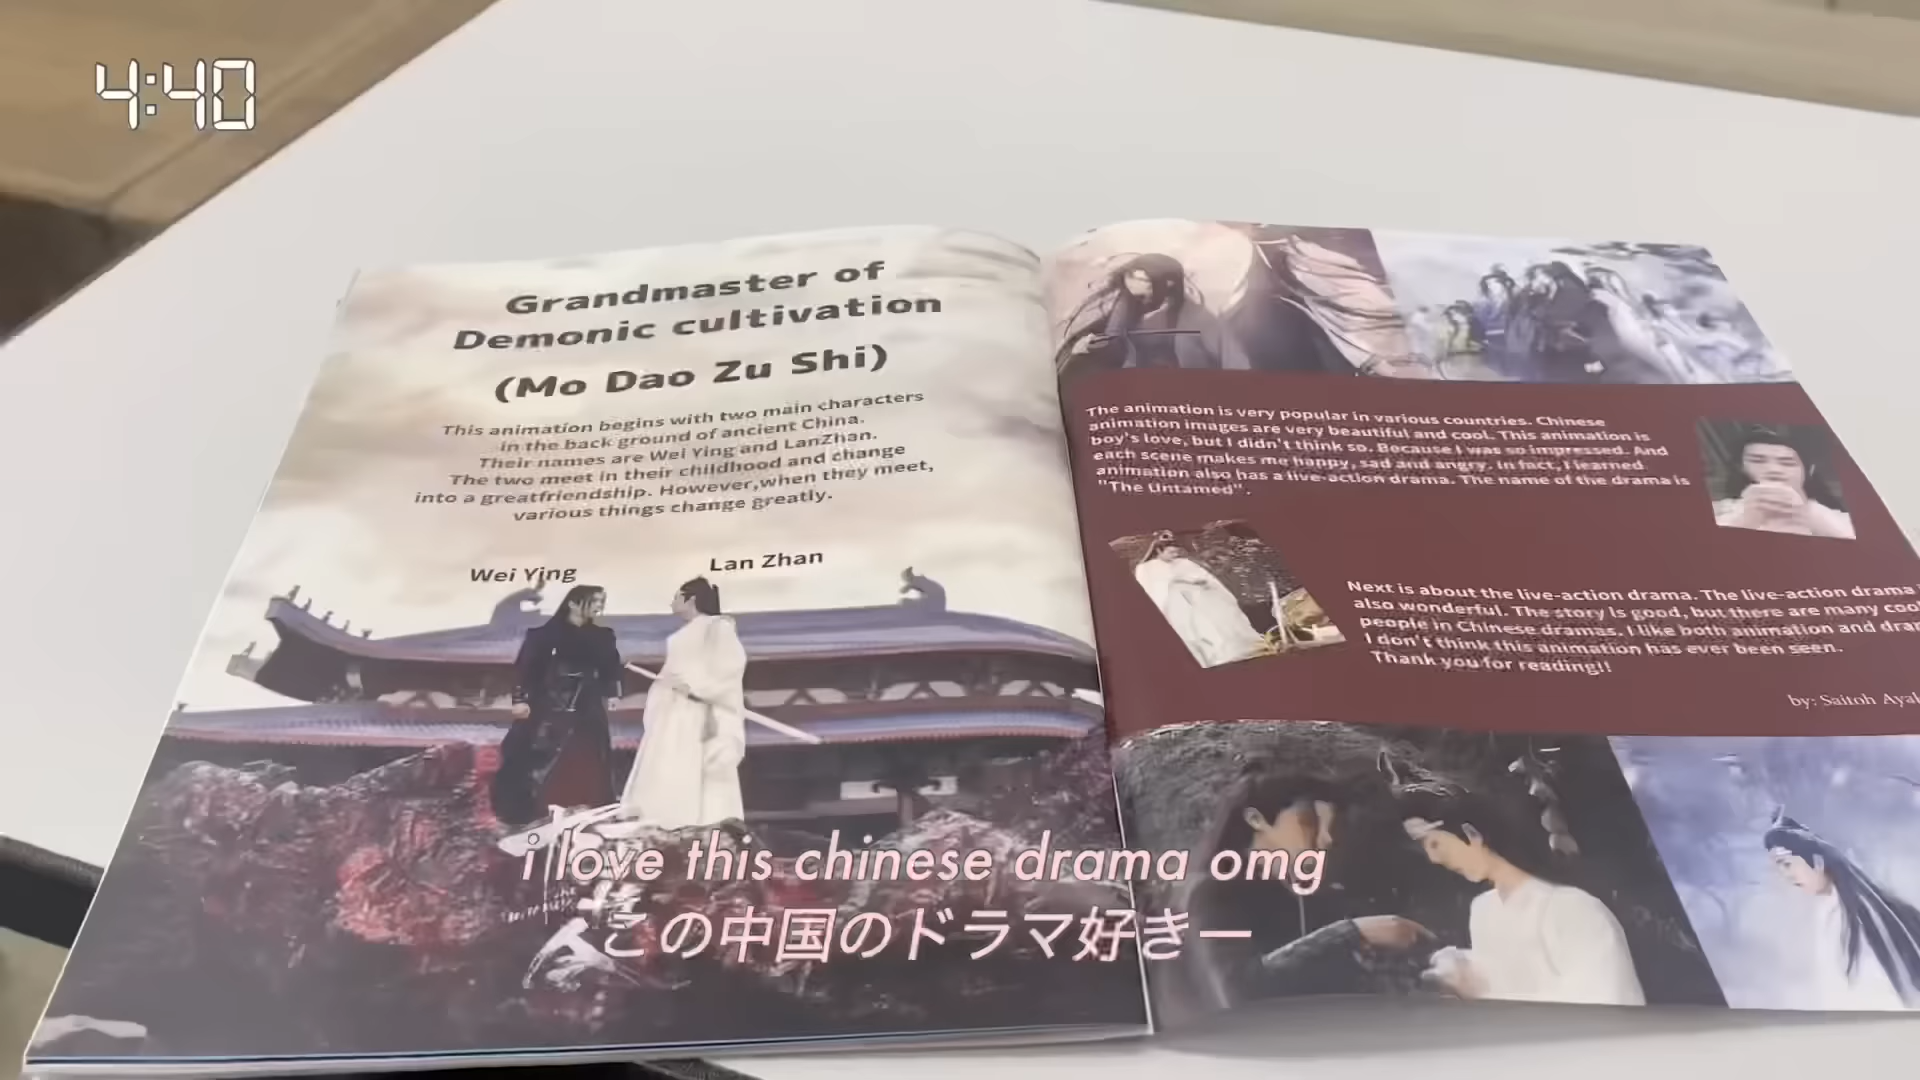 4:40
Grandmaster of
Demonic cultivation
(Mo Dao Zu Shi)
This animation begins with two main characters
in the back ground of ancient China.
Their names are Wei Ying and LanZhan.
The two meet in their childhood and change
into a greatfriendship. However,when they meet,
various things change greatly.
Wei Ying
Lan Zhan
The animation is very popular in various countries. Chinese
animation images are very beautiful and cool. This animation is
boy's love, but I didn't think so. Because I was so impressed. And
each scene makes me happy, sad and angry. In fact, I learned
animation also has a live-action drama. The name of the drama is
"The Untamed".
Next is about the live-action drama. The live-action drama
also wonderful. The story is good, but there are many
people in Chinese dramas. I like both animation and
I don't think this animation has ever been seen.
Thank you for reading!!
by: Saitoh
i love this chinese drama omg
この中国のドラマ好きー